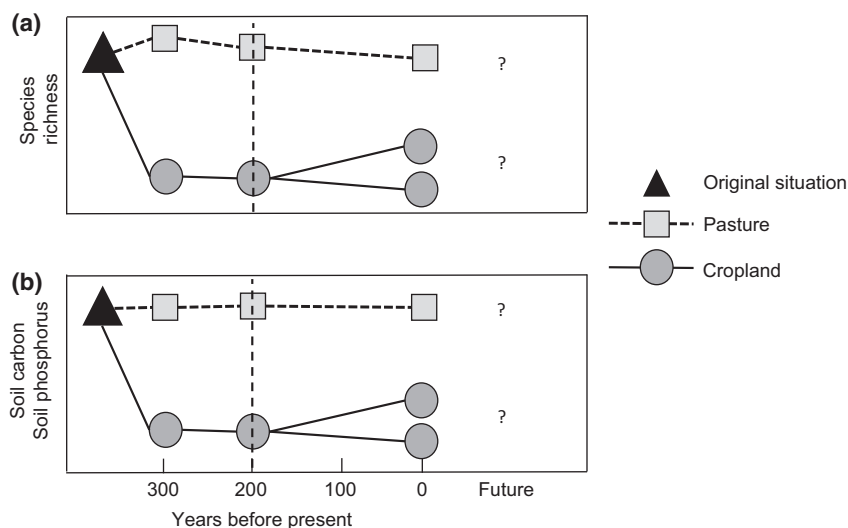 (a)
Species
richness
?
?
Original situation
Pasture
Cropland
(b)
Soil carbon
Soil phosphorus
?
?
300
200
100
0
Future
Years before present